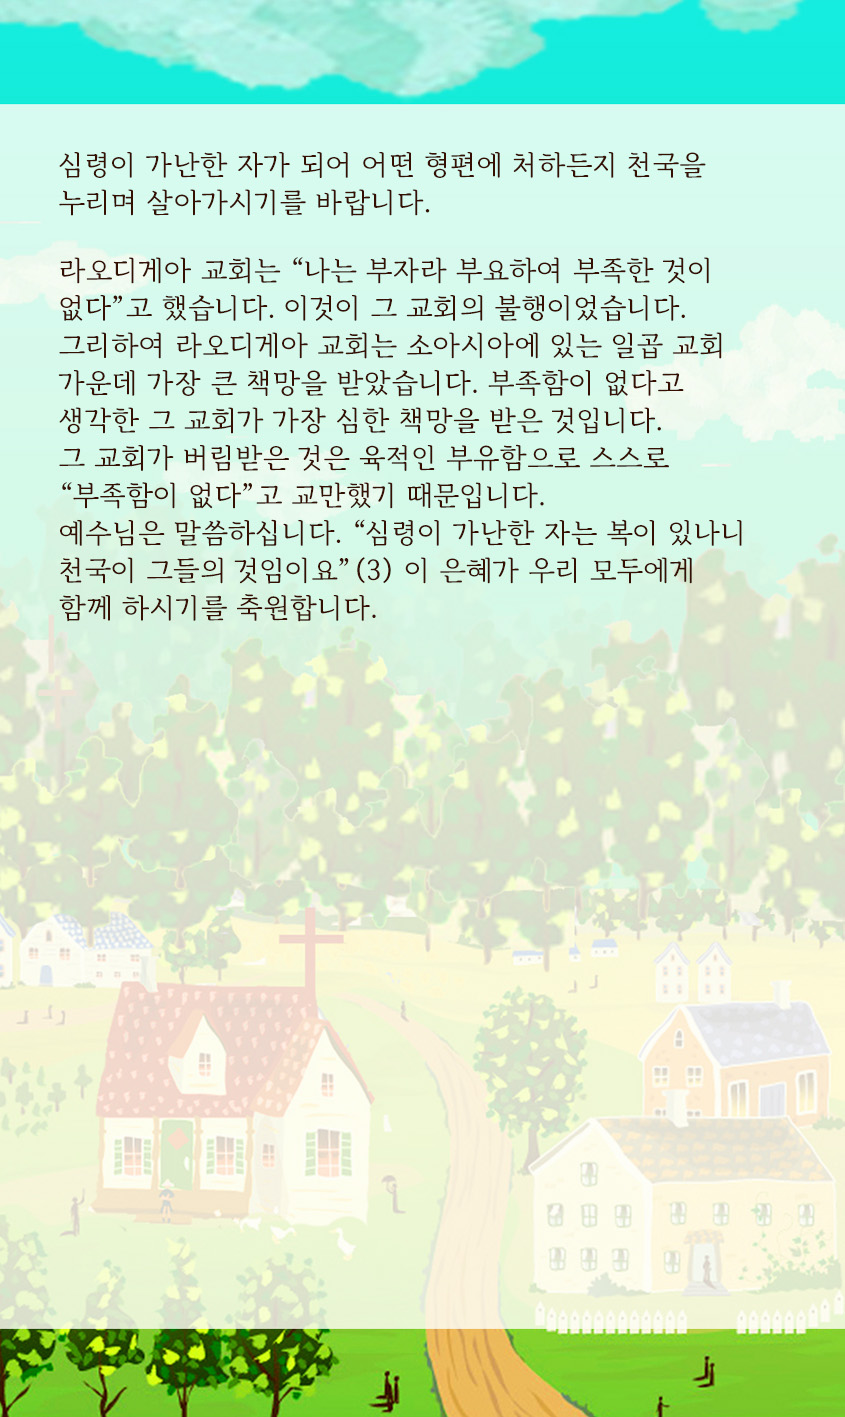 심령이 가난한 자가 되어 어떤 형편에 처하든지 천국을
누리며 살아가시기를 바랍니다.
라오디게아 교회는 “나는 부자라 부요하여 부족한 것이
없다”고 했습니다. 이것이 그 교회의 불행이었습니다.
그리하여 라오디게아 교회는 소아시아에 있는 일곱 교회
가운데 가장 큰 책망을 받았습니다. 부족함이 없다고
생각한 그 교회가 가장 심한 책망을 받은 것입니다.
그 교회가 버림받은 것은 육적인 부유함으로 스스로
“부족함이 없다”고 교만했기 때문입니다.
예수님은 말씀하십니다. “심령이 가난한 자는 복이 있나니
천국이 그들의 것임이요”(3) 이 은혜가 우리 모두에게
함께 하시기를 축원합니다.